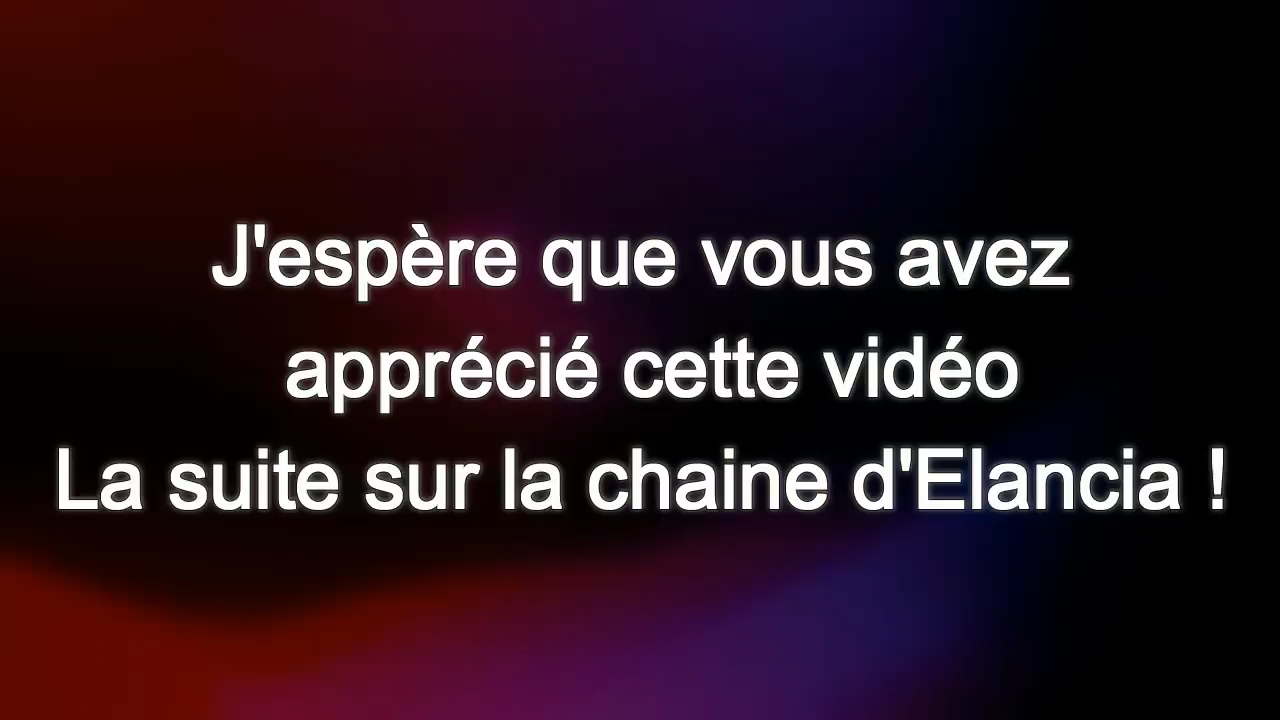 J'espère que vous avez
apprécié cette vidéo
La suite sur la chaine d'Elancia !